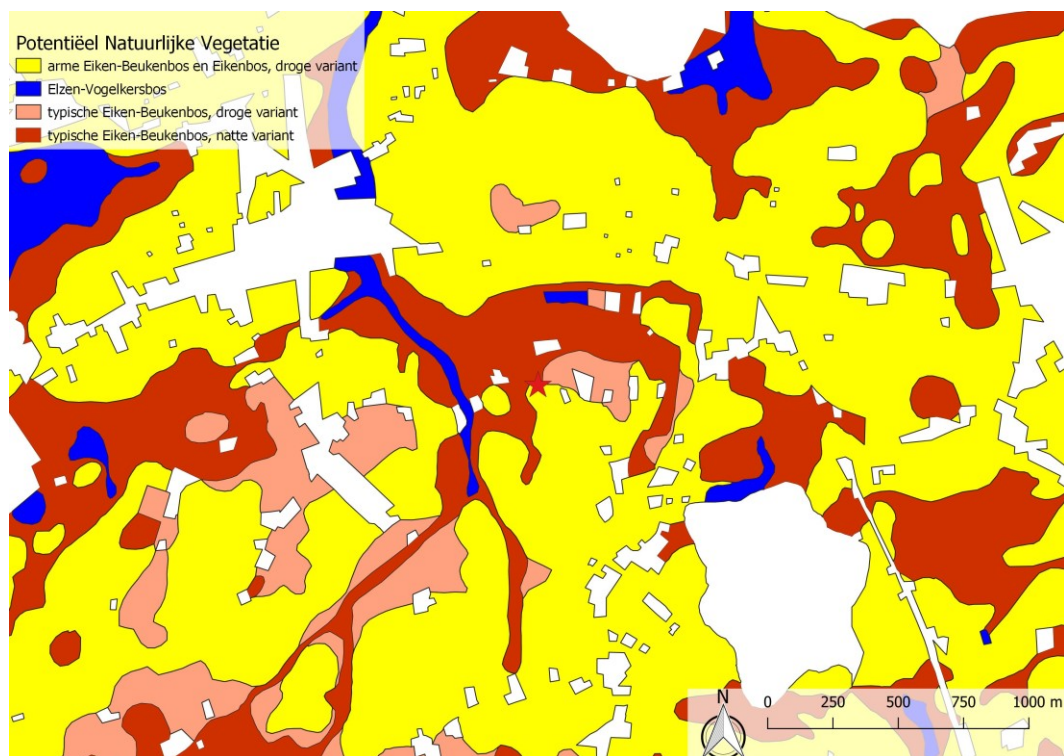 Potentiëel Natuurlijke Vegetatie
arme Eiken-Beukenbos en Eikenbos, droge variant
Elzen-Vogelkersbos
typische Eiken-Beukenbos, droge variant
typische Eiken-Beukenbos, natte variant
N
0 250 500 750 1000 m